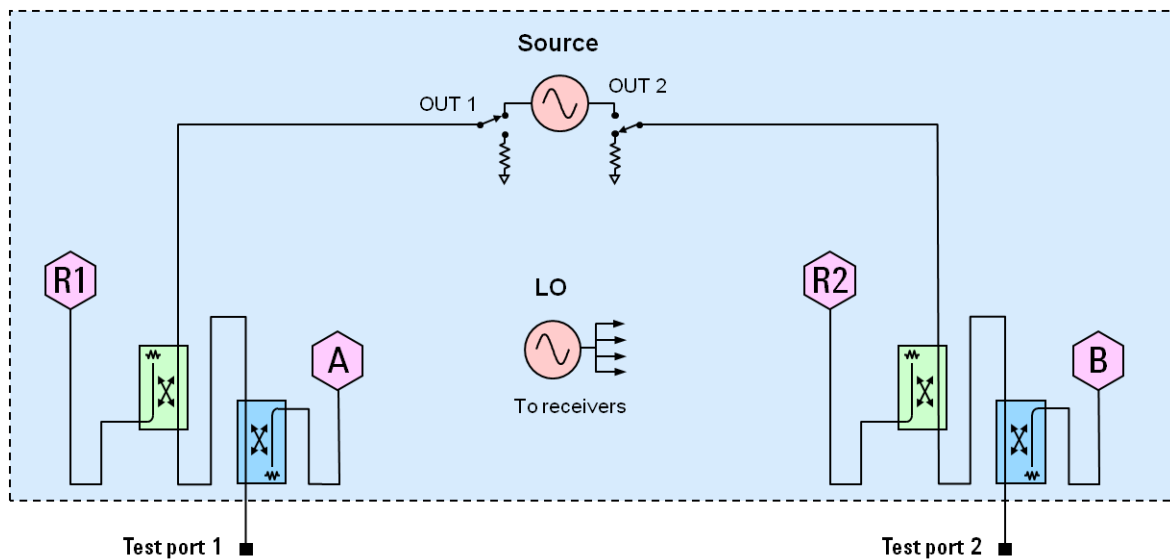 Source
OUT 1
OUT 2
R1
LO
R2
A
B
To receivers
Test port 1
Test port 2